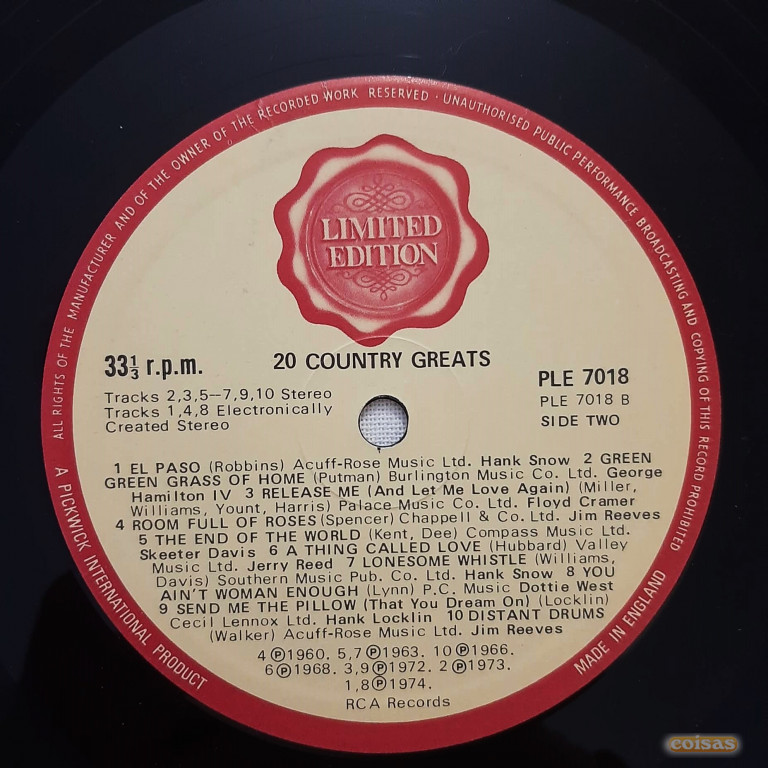 ALL RIGHTS OF THE MANUFACTURER AND OF THE OWNER OF THE RECORDED WORK RESERVED · UNAUTHORISED PUBLIC PERFORMANCE BROADCASTING AND COPYING OF THIS RECORD PROHIBITED
LIMITED
EDITION
33⅓ r.p.m.
20 COUNTRY GREATS
PLE 7018
Tracks 2,3,5—7,9,10 Stereo
Tracks 1,4,8 Electronically
Created Stereo
PLE 7018 B
SIDE TWO
1 EL PASO (Robbins) Acuff-Rose Music Ltd. Hank Snow 2 GREEN
GREEN GRASS OF HOME (Putman) Burlington Music Co. Ltd. George
Hamilton IV 3 RELEASE ME (And Let Me Love Again) (Miller,
Williams, Yount, Harris) Palace Music Co. Ltd. Floyd Cramer
4 ROOM FULL OF ROSES (Spencer) Chappell & Co. Ltd. Jim Reeves
5 THE END OF THE WORLD (Kent, Dee) Compass Music Ltd.
Skeeter Davis 6 A THING CALLED LOVE (Hubbard) Valley
Music Ltd. Jerry Reed 7 LONESOME WHISTLE (Williams,
Davis) Southern Music Pub. Co. Ltd. Hank Snow 8 YOU
AIN'T WOMAN ENOUGH (Lynn) P.C. Music Dottie West
9 SEND ME THE PILLOW (That You Dream On) (Locklin)
Cecil Lennox Ltd. Hank Locklin 10 DISTANT DRUMS
(Walker) Acuff-Rose Music Ltd. Jim Reeves
4 ℗1960. 5,7 ℗1963. 10 ℗1966.
6 ℗1968. 3,9 ℗1972. 2 ℗1973.
1,8 ℗1974.
RCA Records
A PICKWICK INTERNATIONAL PRODUCT
MADE IN ENGLAND
coisas